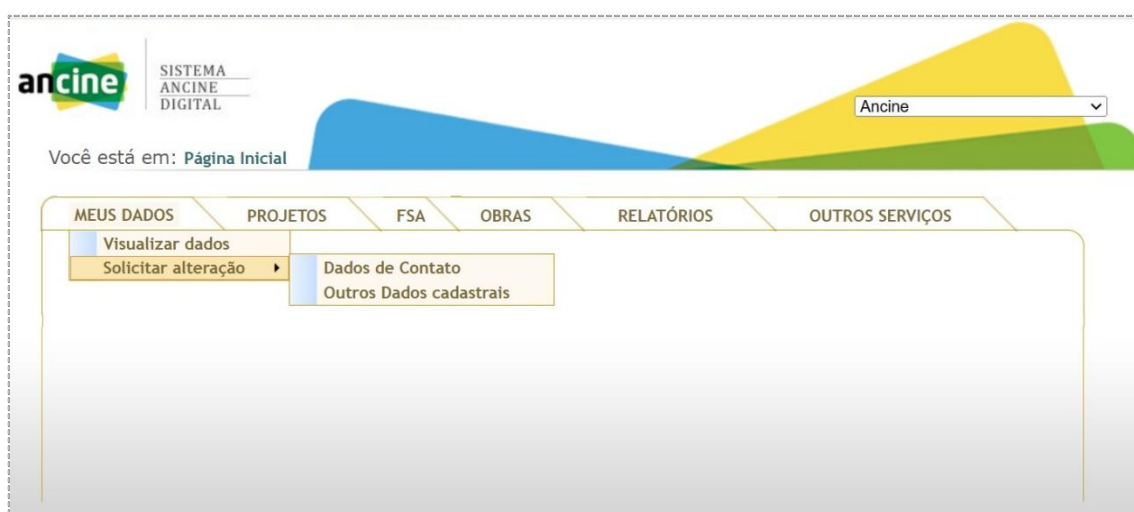 ancine
SISTEMA
ANCINE
DIGITAL
Ancine
Você está em: Página Inicial
MEUS DADOS PROJETOS FSA OBRAS RELATÓRIOS OUTROS SERVIÇOS
Visualizar dados
Solicitar alteração
Dados de Contato
Outros Dados cadastrais